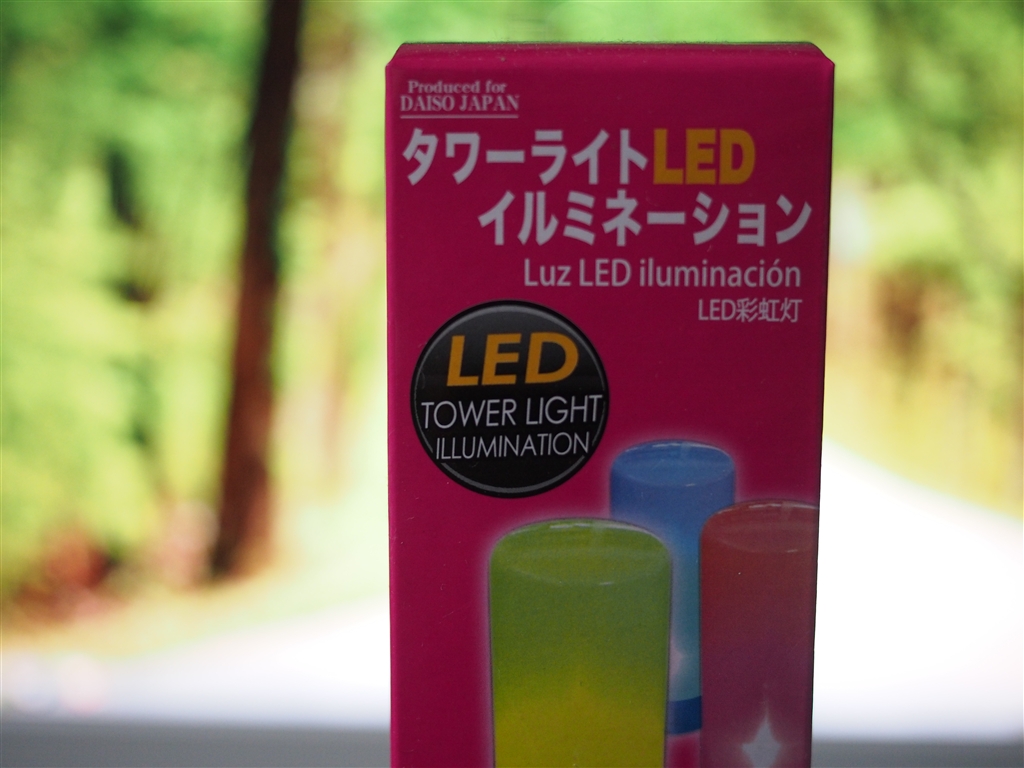 Produced for
DAISO JAPAN
タワーライトLED
イルミネーション
Luz LED iluminación
LED彩虹灯
LED
TOWER LIGHT
ILLUMINATION